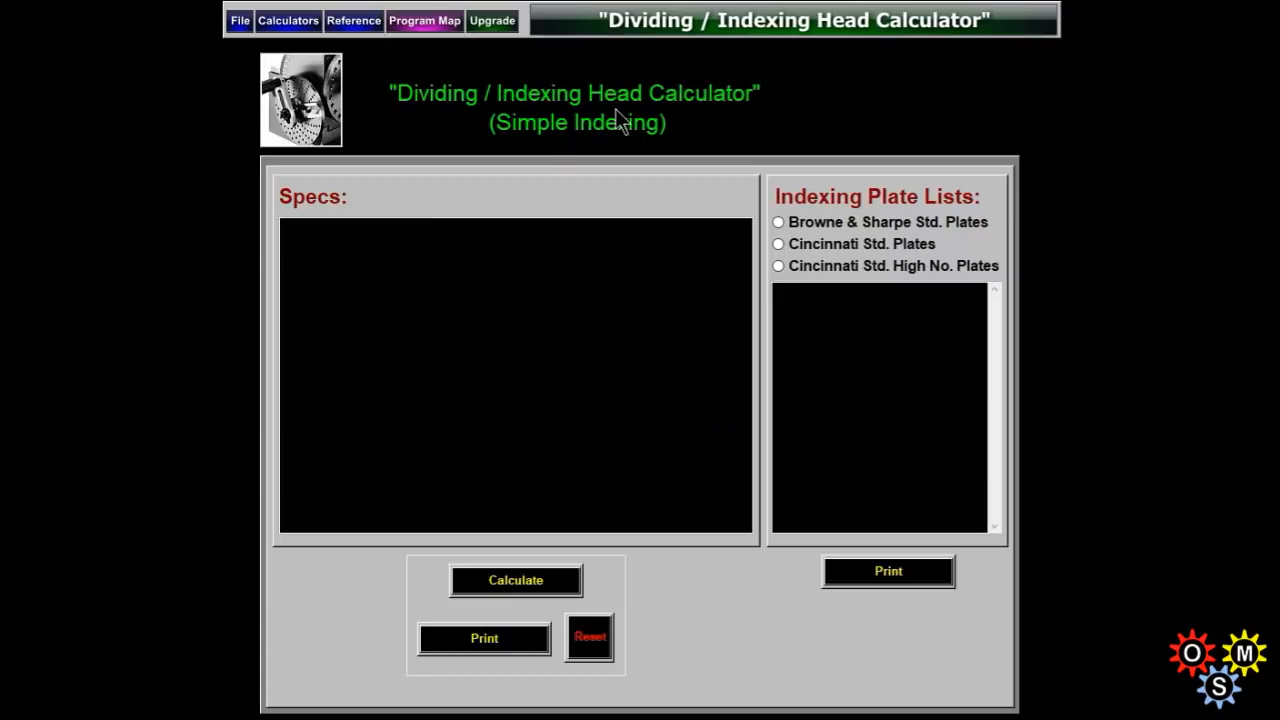 File Calculators Reference Program Map Upgrade "Dividing / Indexing Head Calculator"
"Dividing / Indexing Head Calculator"
(Simple Indexing)
Specs:
Indexing Plate Lists:
Browne & Sharpe Std. Plates
Cincinnati Std. Plates
Cincinnati Std. High No. Plates
Calculate
Print
Print
Reset
O M
S